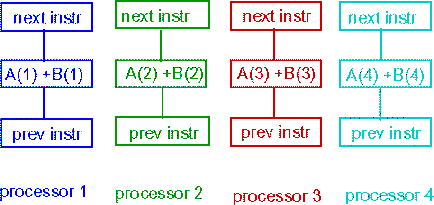 next instr next instr next instr next instr
A(1) +B(1) A(2) +B(2) A(3) +B(3) A(4) +B(4)
prev instr prev instr prev instr prev instr
processor 1 processor 2 processor 3 processor 4